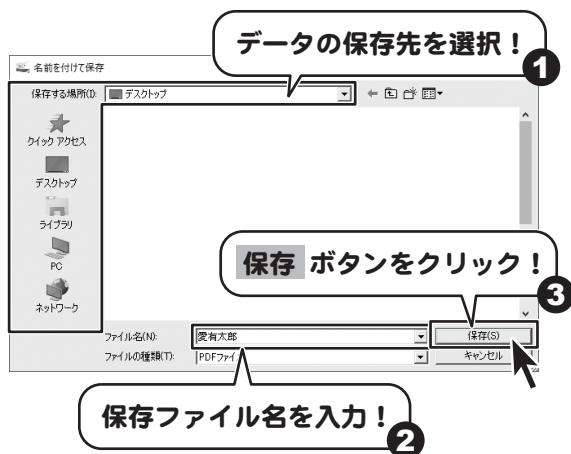 データの保存先を選択！
1
名前を付けて保存
保存する場所(I):
デスクトップ
クイック アクセス
デスクトップ
ライブラリ
PC
ネットワーク
保存 ボタンをクリック！
3
ファイル名(N):
愛有太郎
保存(S)
ファイルの種類(T):
PDFファイ
キャンセル
保存ファイル名を入力！
2